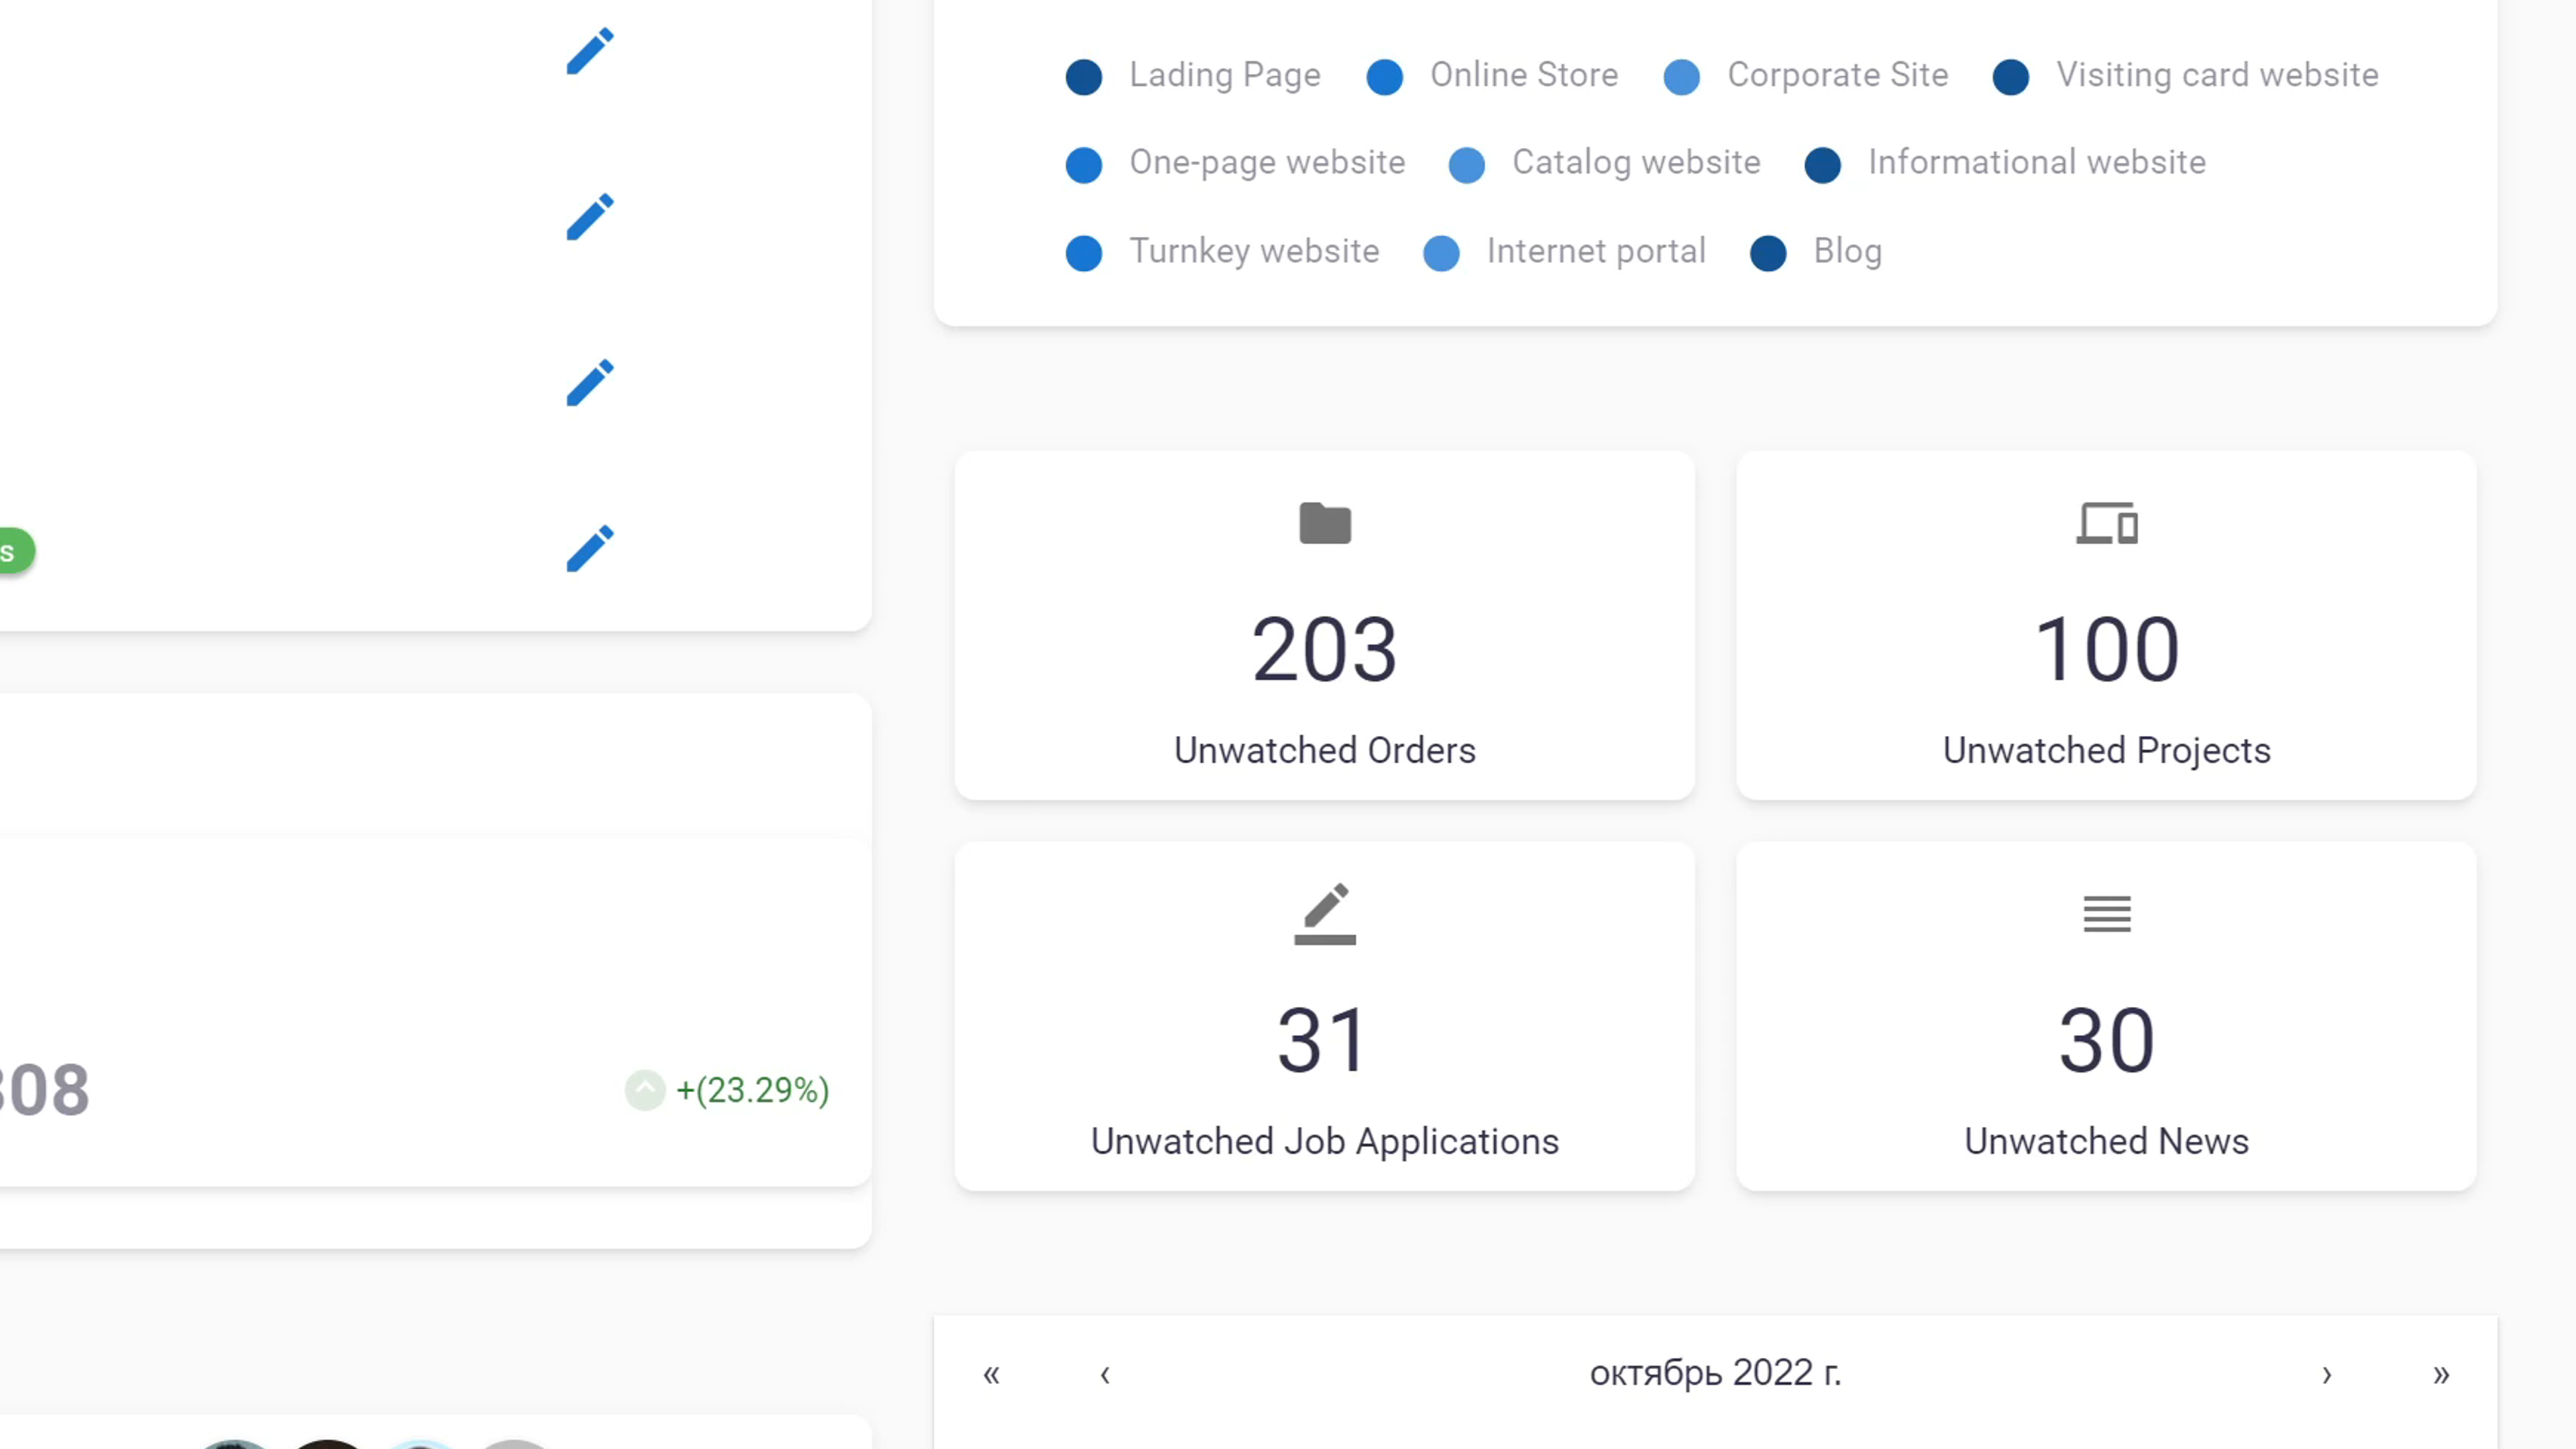 Lading Page Online Store Corporate Site Visiting card website
One-page website Catalog website Informational website
Turnkey website Internet portal Blog
s
203
Unwatched Orders
100
Unwatched Projects
31
Unwatched Job Applications
30
Unwatched News
308 +(23.29%)
« ‹ октябрь 2022 г. › »